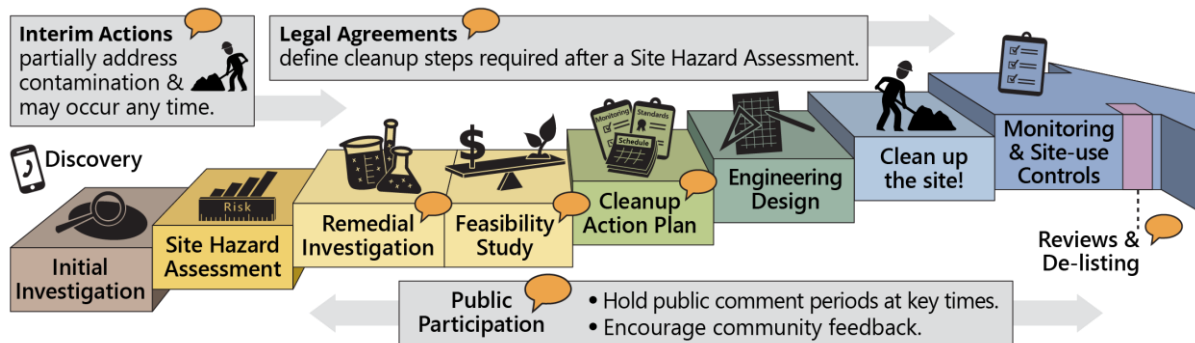 Interim Actions
partially address
contamination &
may occur any time.
Legal Agreements
define cleanup steps required after a Site Hazard Assessment.
Discovery
Initial
Investigation
Risk
Site Hazard
Assessment
Remedial
Investigation
$
Feasibility
Study
Monitoring
Standards
Schedule
Cleanup
Action Plan
Engineering
Design
Clean up
the site!
Monitoring
& Site-use
Controls
Reviews &
De-listing
Public
Participation
• Hold public comment periods at key times.
• Encourage community feedback.